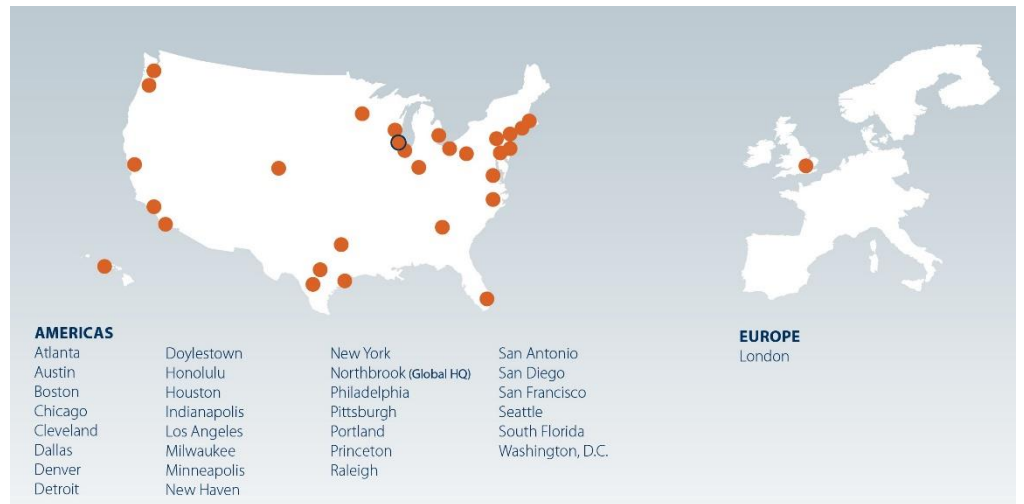 AMERICAS
Atlanta
Austin
Boston
Chicago
Cleveland
Dallas
Denver
Detroit
Doylestown
Honolulu
Houston
Indianapolis
Los Angeles
Milwaukee
Minneapolis
New Haven
New York
Northbrook (Global HQ)
Philadelphia
Pittsburgh
Portland
Princeton
Raleigh
San Antonio
San Diego
San Francisco
Seattle
South Florida
Washington, D.C.
EUROPE
London